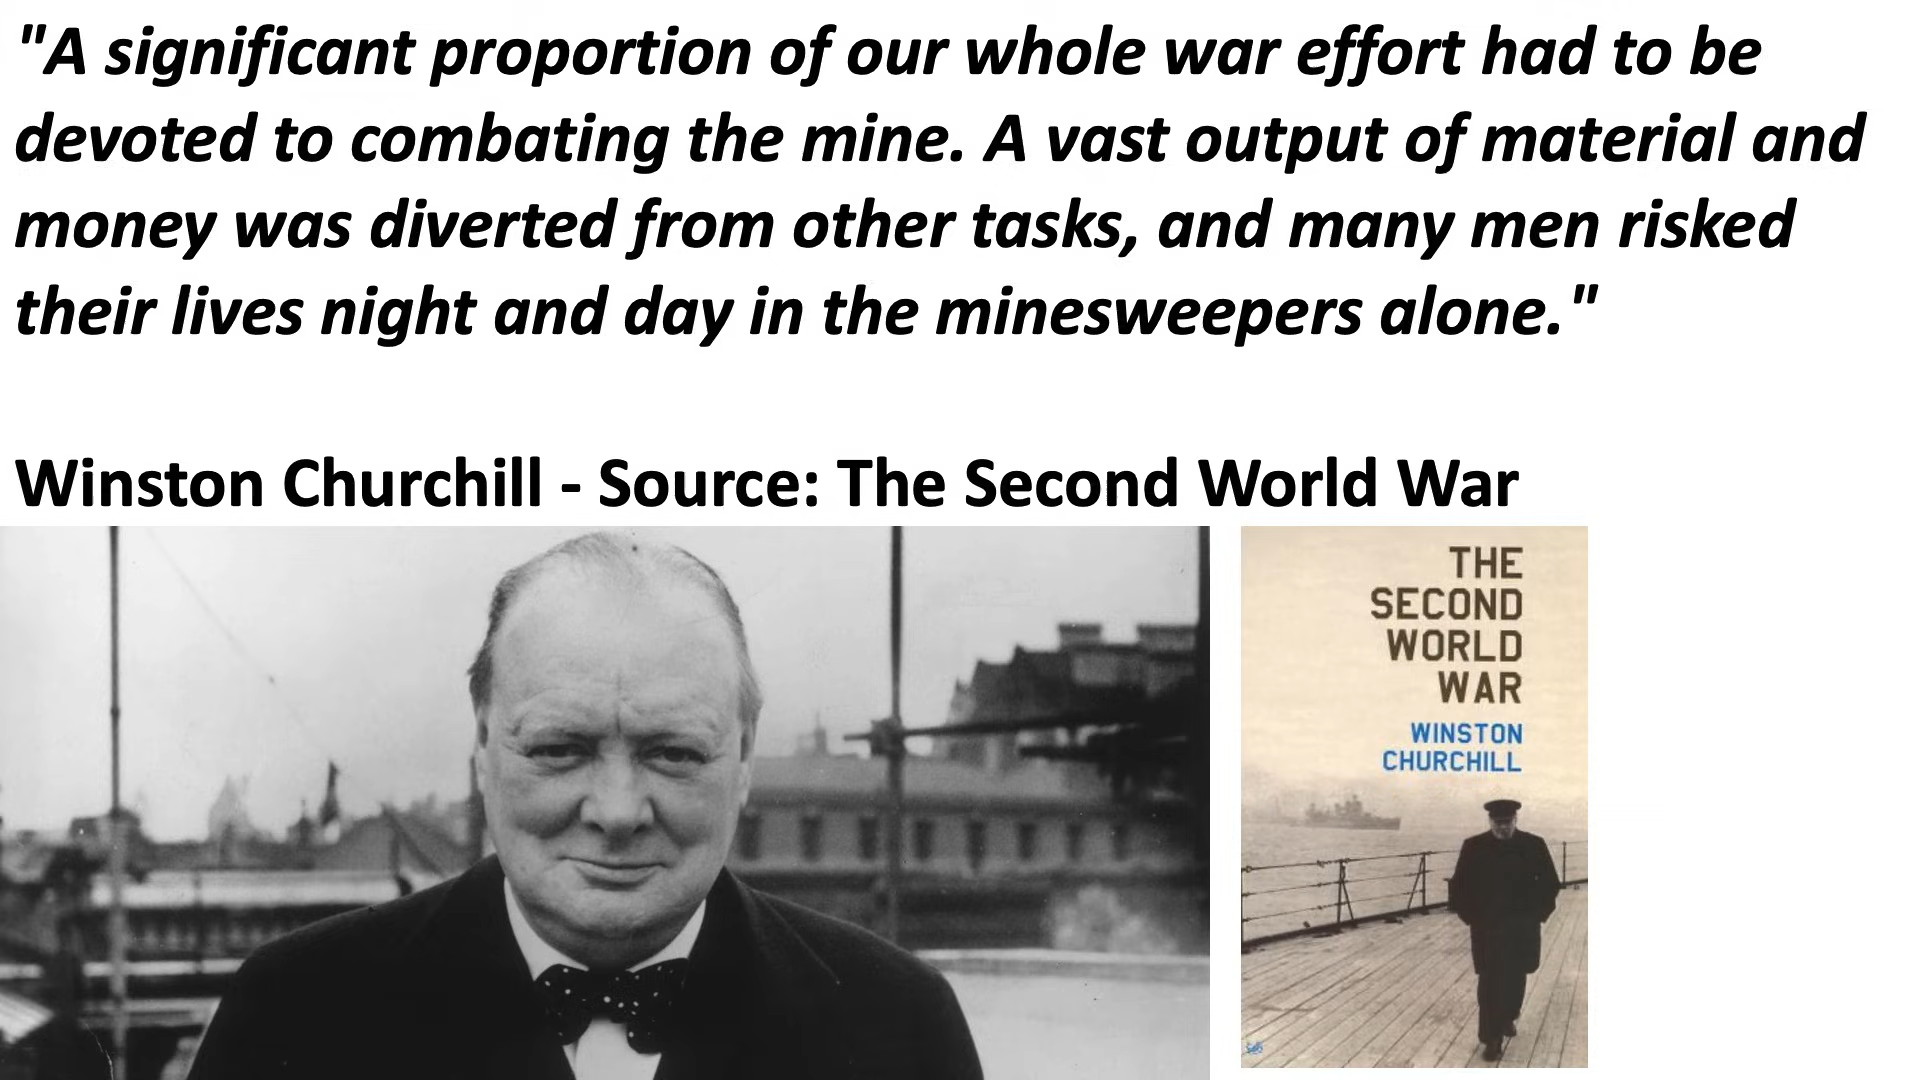 "A significant proportion of our whole war effort had to be
devoted to combating the mine. A vast output of material and
money was diverted from other tasks, and many men risked
their lives night and day in the minesweepers alone."
Winston Churchill - Source: The Second World War
THE
SECOND
WORLD
WAR
WINSTON
CHURCHILL